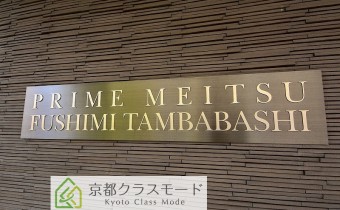 PRIME MEITSU
FUSHIMI TAMBABASHI
京都クラスモード
Kyoto Class Mode